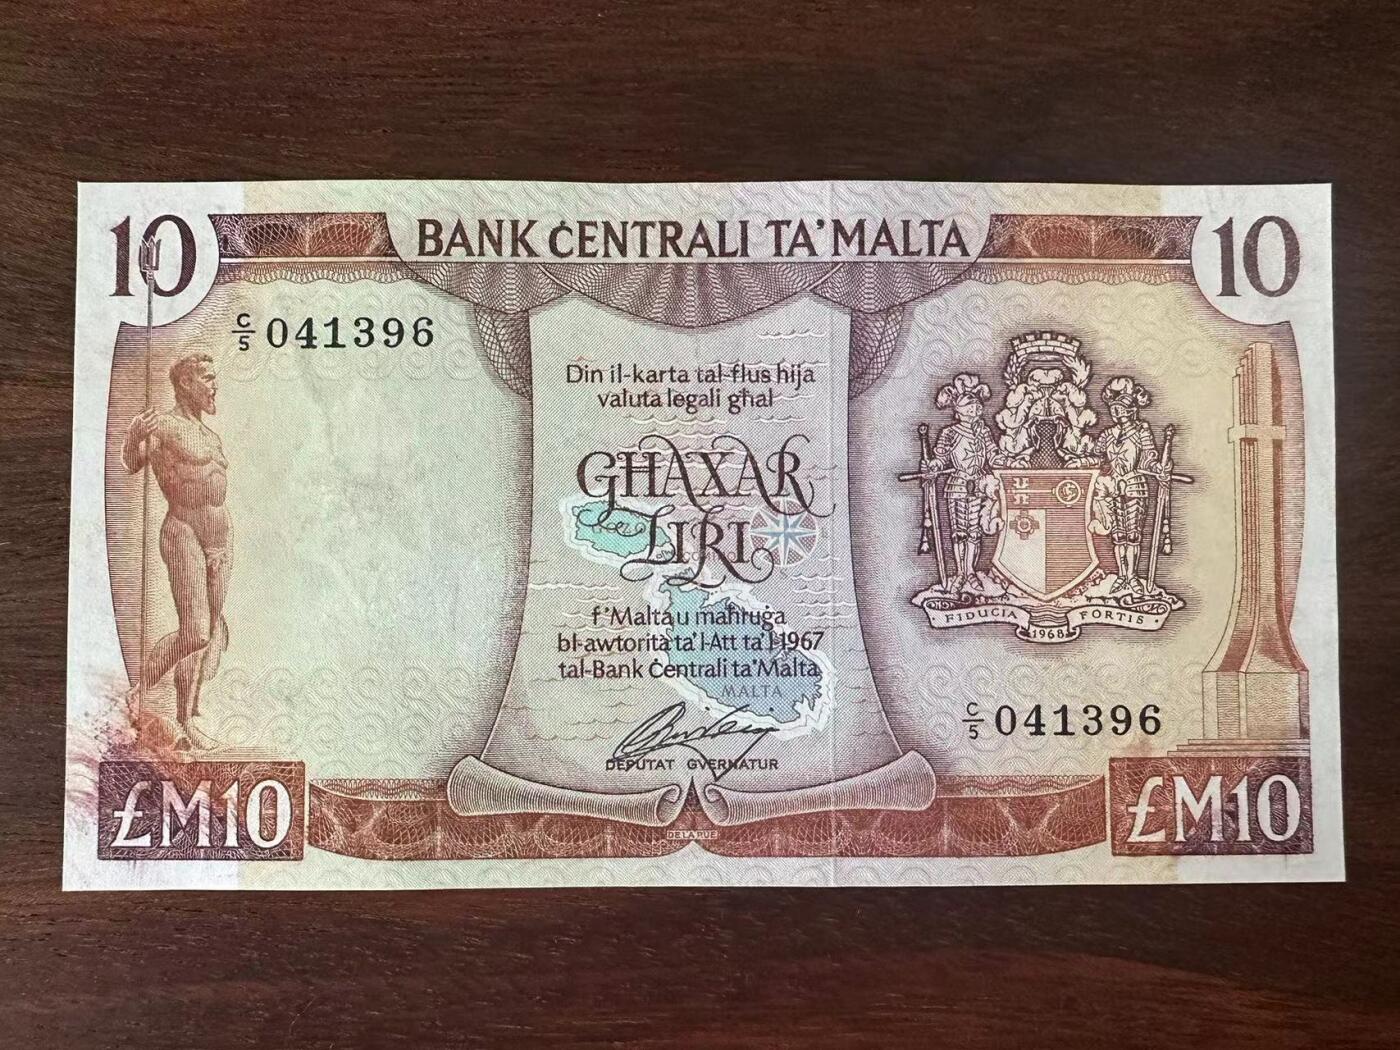 10
BANK ĊENTRALI TA' MALTA
10
C/5 041396
Din il-karta tal-flus hija
valuta legali għal
GĦAXAR
LIRI
f'Malta u maħruġa
bl-awtorità ta' l-Att ta' l-1967
tal-Bank Ċentrali ta' Malta
MALTA
DEPUTAT GVERNATUR
FIDUCIA FORTIS
1968
C/5 041396
£M10
DE LA RUE
£M10